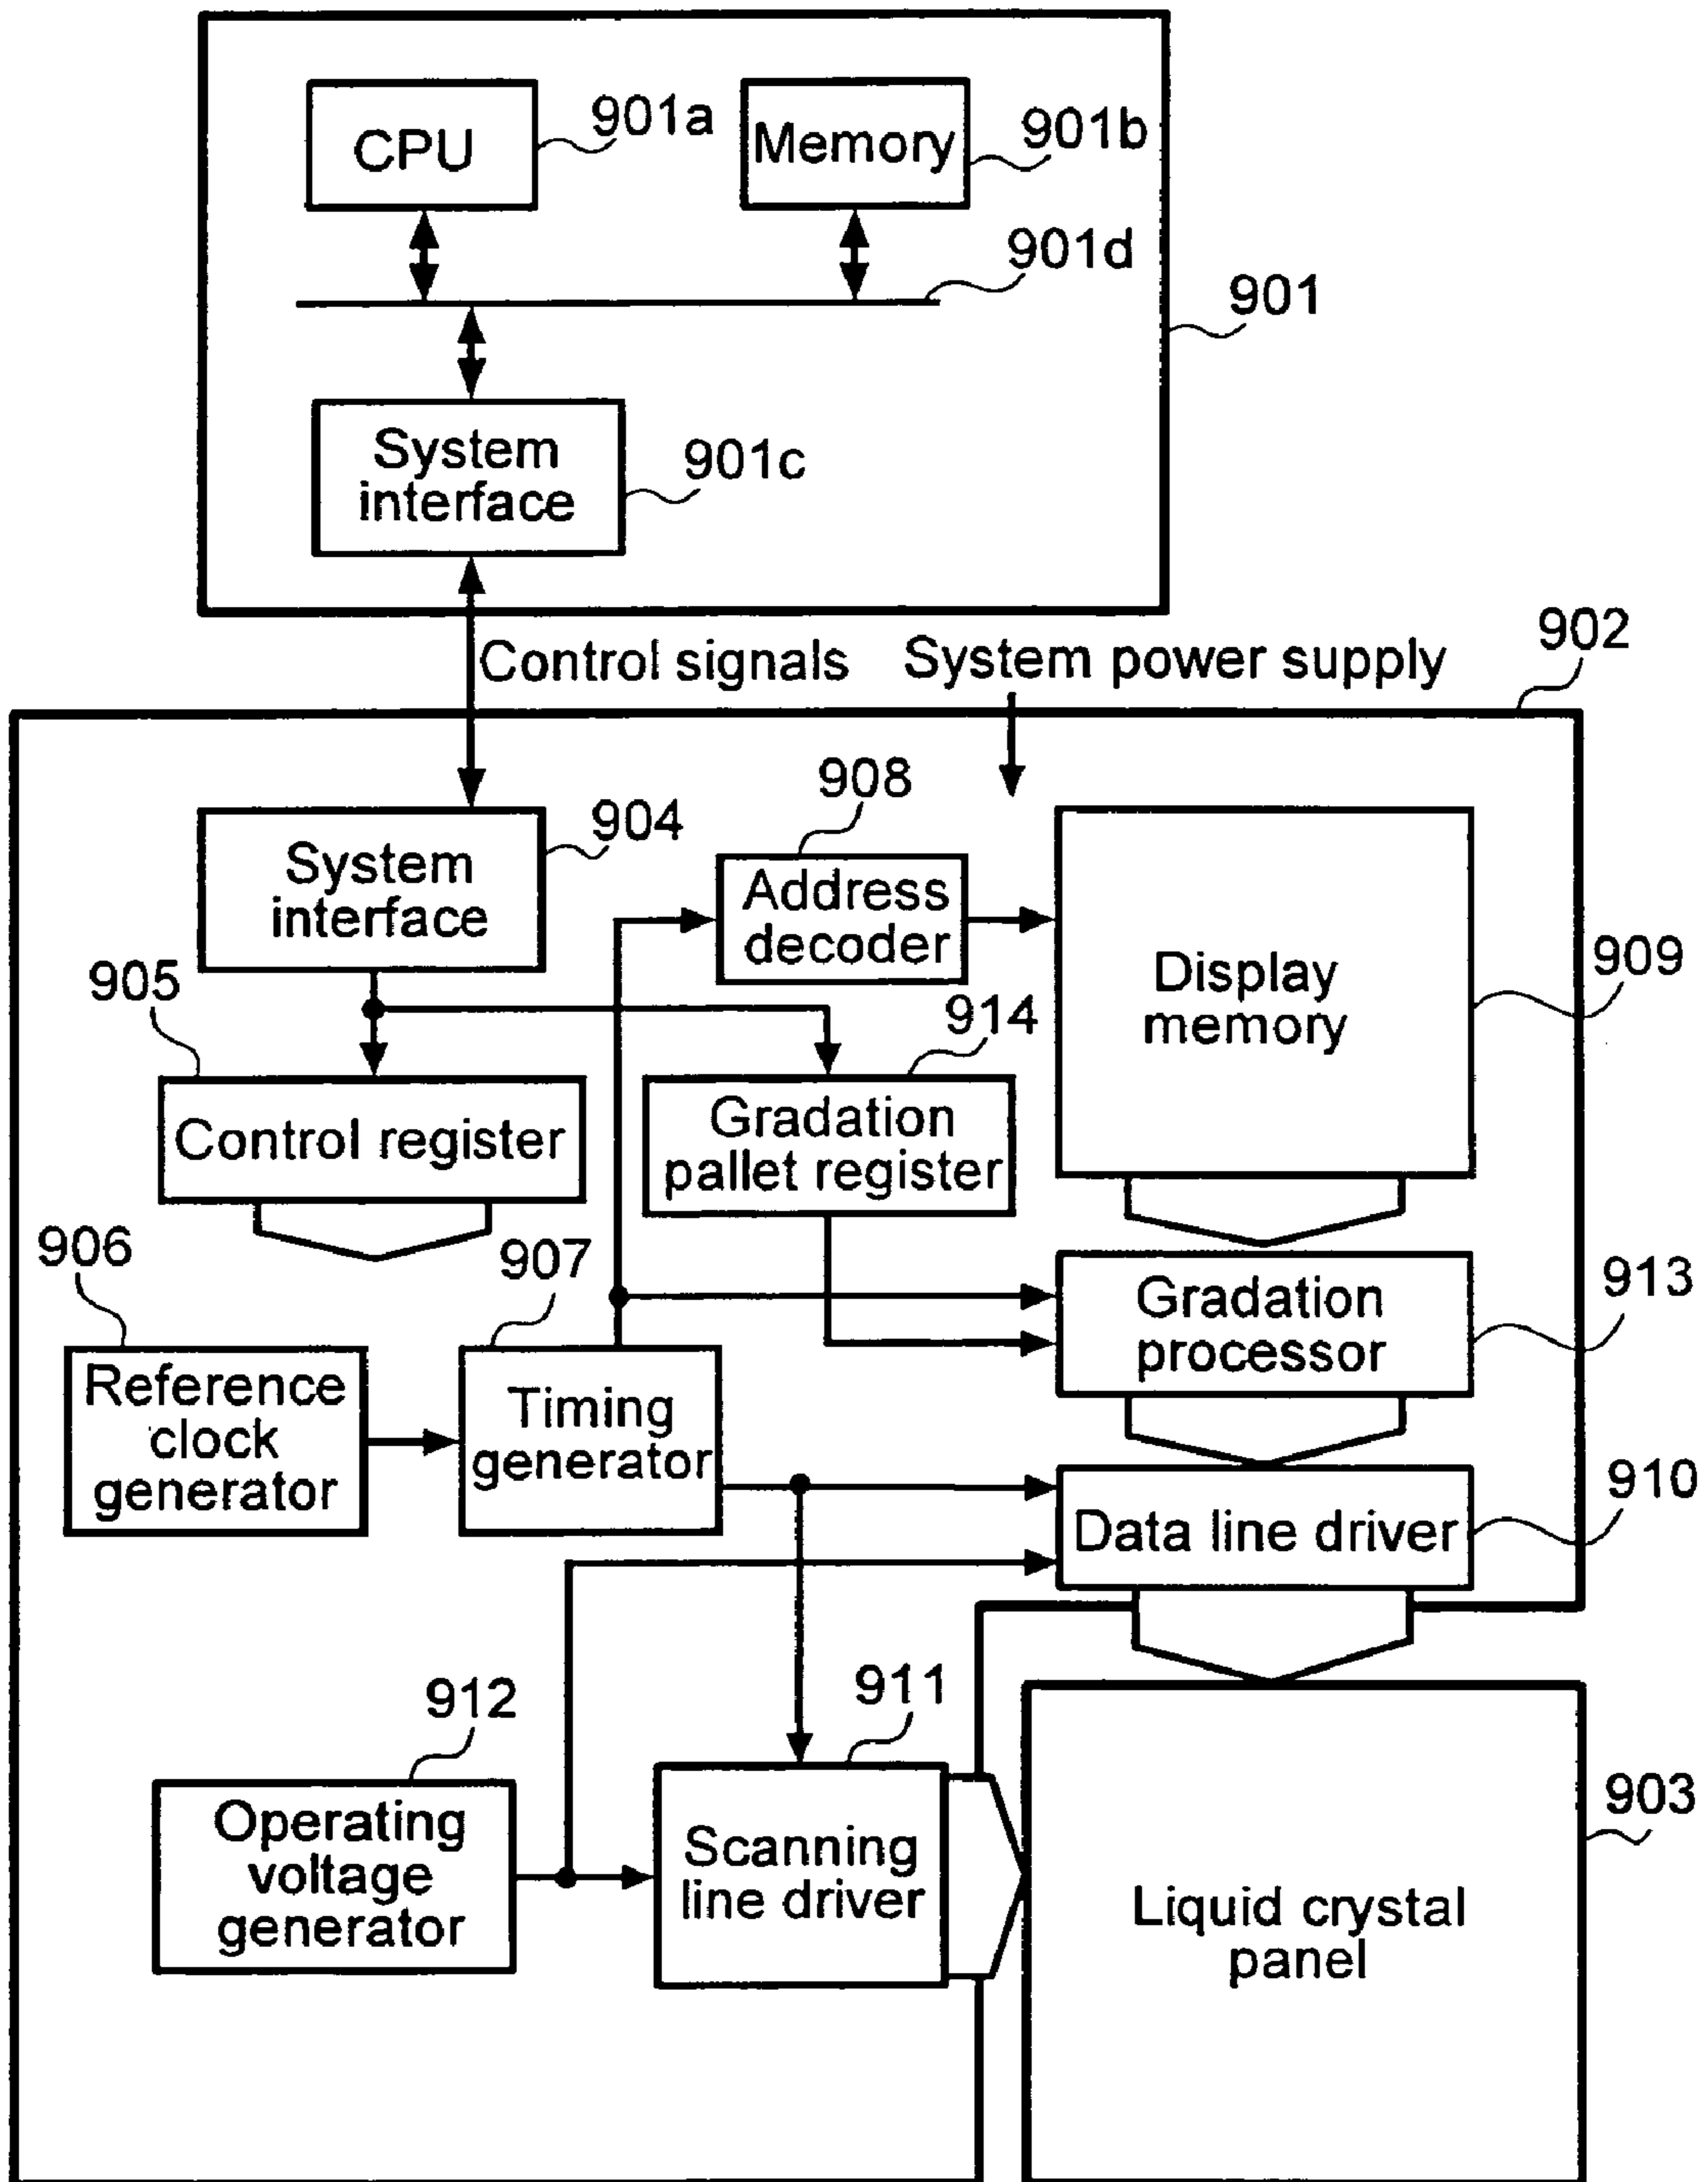 CPU
901a
Memory
901b
901d
901
System
interface
901c
Control signals
System power supply
902
System
interface
904
908
Address
decoder
Display
memory
909
905
Control register
914
Gradation
pallet register
906
Reference
clock
generator
907
Timing
generator
Gradation
processor
913
Data line driver
910
912
Operating
voltage
generator
911
Scanning
line driver
Liquid crystal
panel
903